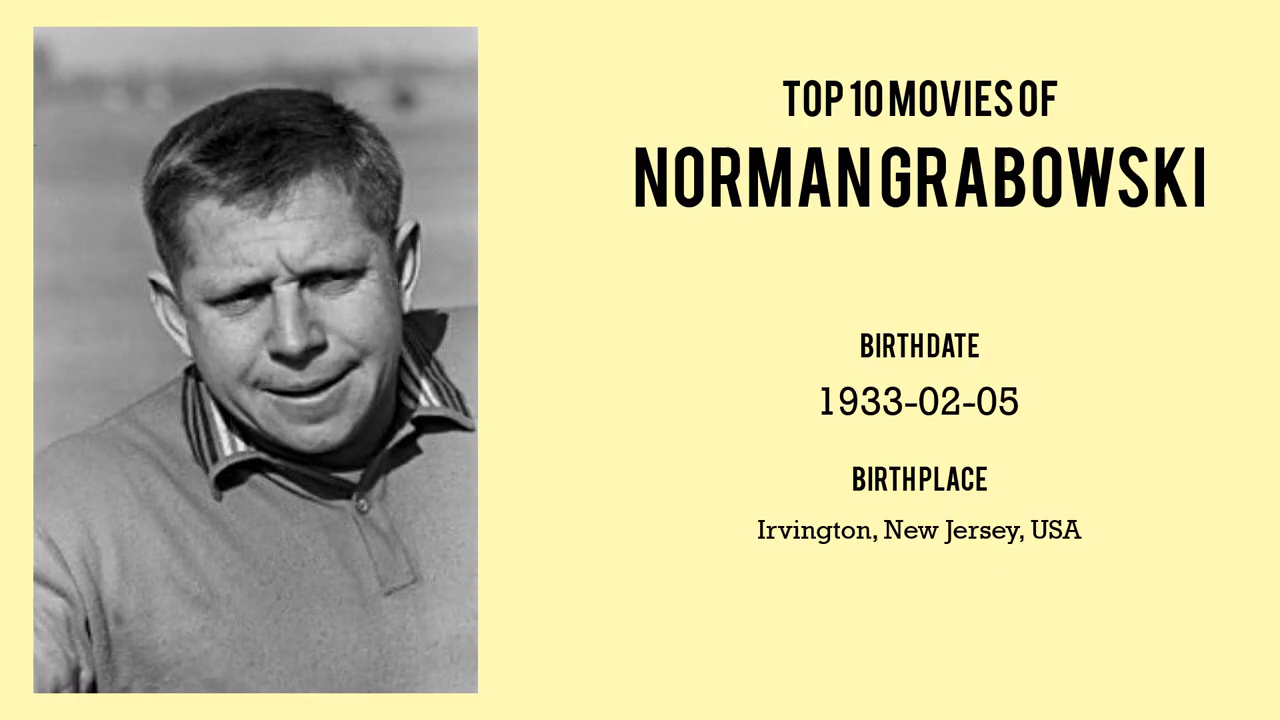 TOP 10 MOVIES OF
NORMAN GRABOWSKI
BIRTHDATE
1933-02-05
BIRTHPLACE
Irvington, New Jersey, USA